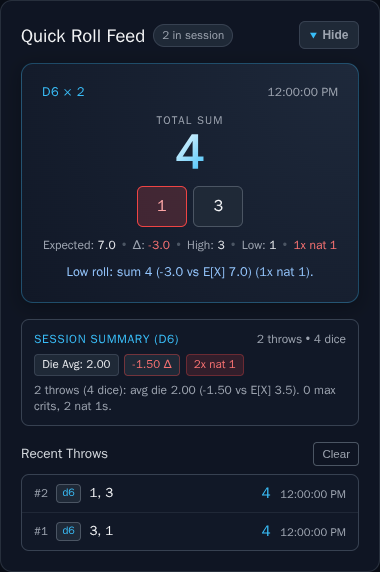 Quick Roll Feed 2 in session ▼ Hide
D6 × 2 12:00:00 PM
TOTAL SUM
4
1 3
Expected: 7.0 • Δ: -3.0 • High: 3 • Low: 1 • 1x nat 1
Low roll: sum 4 (-3.0 vs E[X] 7.0) (1x nat 1).
SESSION SUMMARY (D6) 2 throws • 4 dice
Die Avg: 2.00 -1.50 Δ 2x nat 1
2 throws (4 dice): avg die 2.00 (-1.50 vs E[X] 3.5). 0 max
crits, 2 nat 1s.
Recent Throws Clear
#2 d6 1, 3 4 12:00:00 PM
#1 d6 3, 1 4 12:00:00 PM